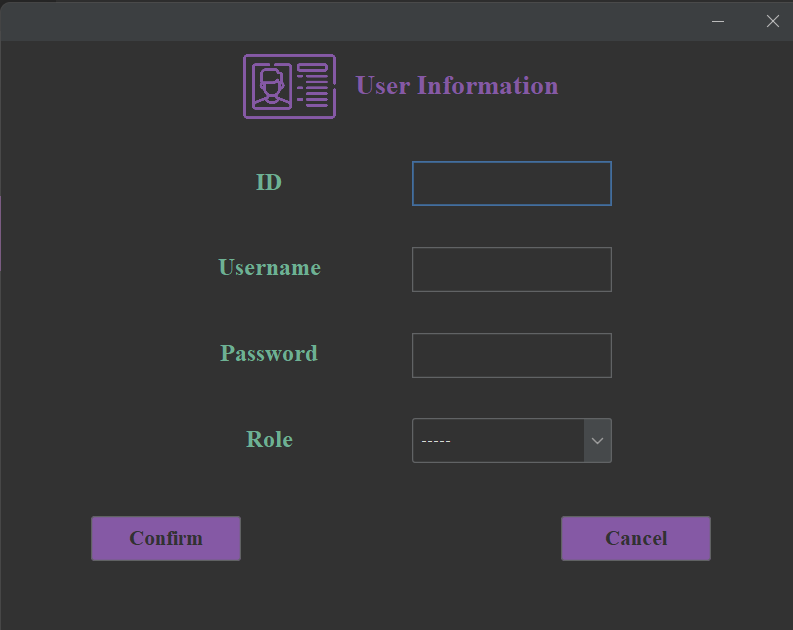 User Information
ID
Username
Password
Role
-----
Confirm
Cancel